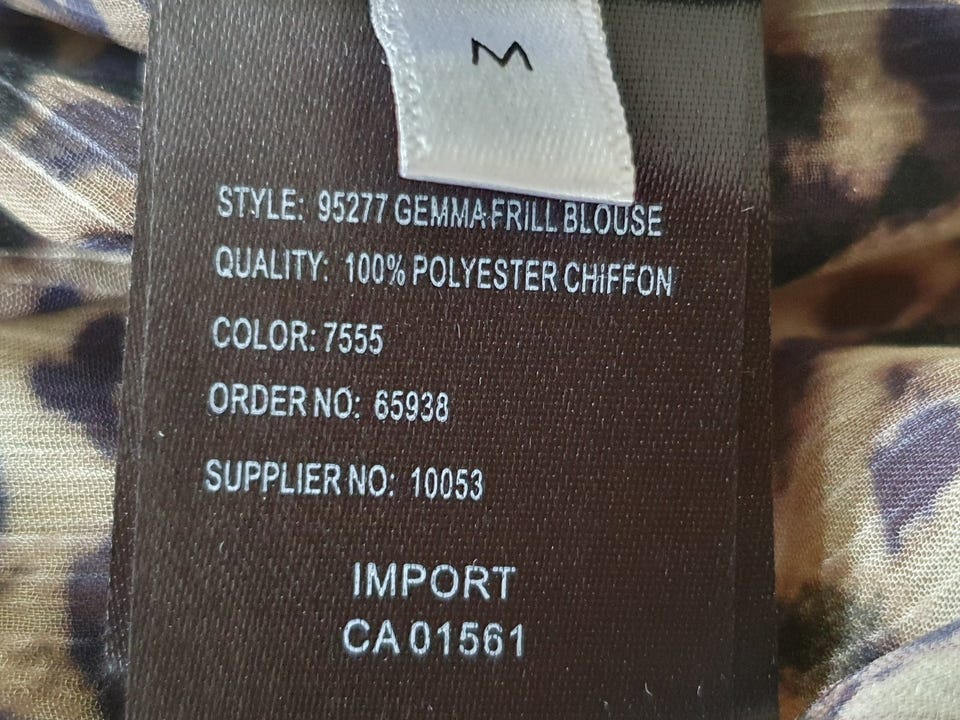 M
STYLE: 95277 GEMMA FRILL BLOUSE
QUALITY: 100% POLYESTER CHIFFON
COLOR: 7555
ORDER NO: 65938
SUPPLIER NO: 10053
IMPORT
CA 01561